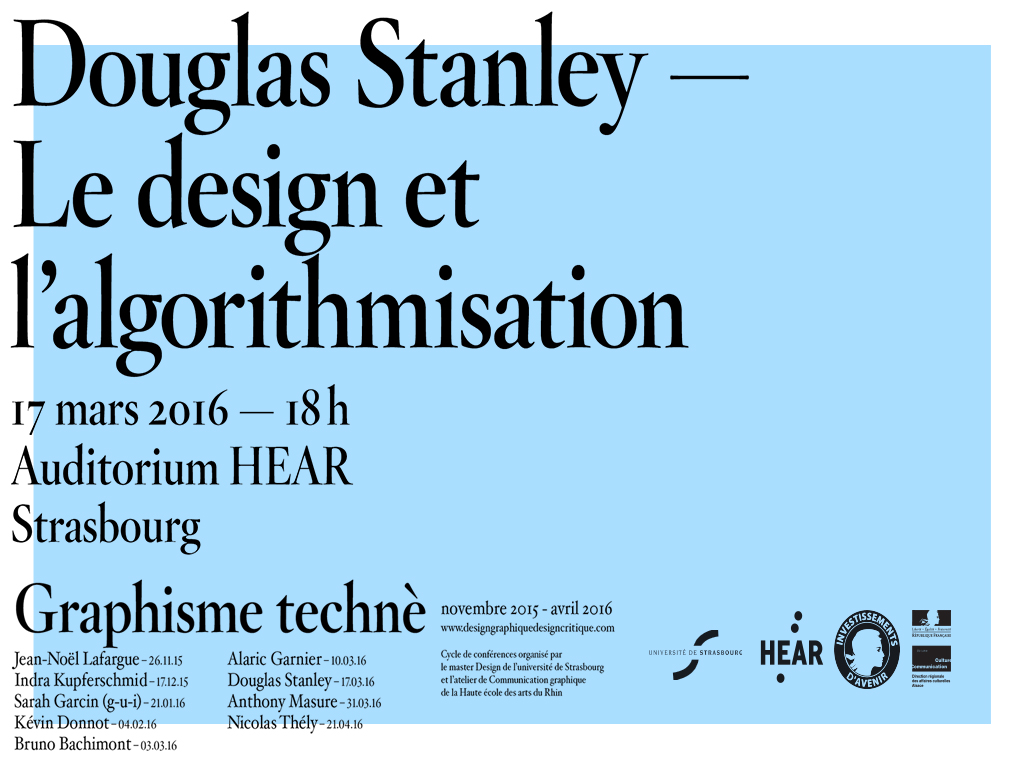 Douglas Stanley —
Le design et
l’algorithmisation
17 mars 2016 — 18 h
Auditorium HEAR
Strasbourg
Graphisme technè
novembre 2015 - avril 2016
www.designgraphiquedesigncritique.com
Cycle de conférences organisé par
le master Design de l’université de Strasbourg
et l’atelier de Communication graphique
de la Haute école des arts du Rhin
Jean-Noël Lafargue – 26.11.15
Indra Kupferschmid – 17.12.15
Sarah Garcin (g-u-i) – 21.01.16
Kévin Donnot – 04.02.16
Bruno Bachimont – 03.03.16
Alaric Garnier – 10.03.16
Douglas Stanley – 17.03.16
Anthony Masure – 31.03.16
Nicolas Thély – 21.04.16
UNIVERSITÉ DE STRASBOURG
HEAR
INVESTISSEMENTS
D'AVENIR
Liberté • Égalité • Fraternité
RÉPUBLIQUE FRANÇAISE
Culture
Communication
Direction régionale
des affaires culturelles
Alsace